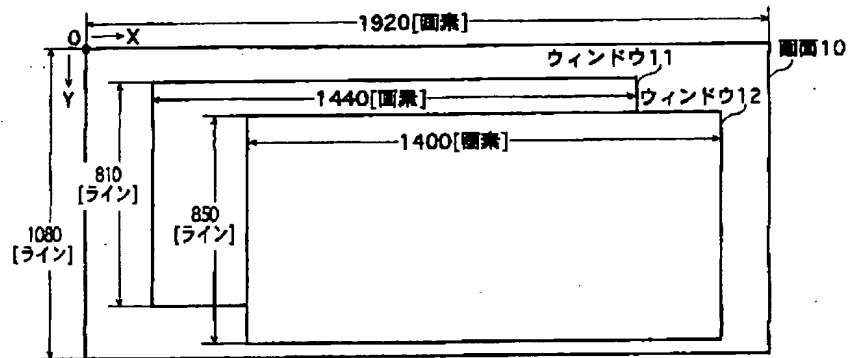 1920[画素]
O →X
画面10
Y
ウィンドウ11
1440[画素]
ウィンドウ12
1400[画素]
810
[ライン]
850
[ライン]
1080
[ライン]